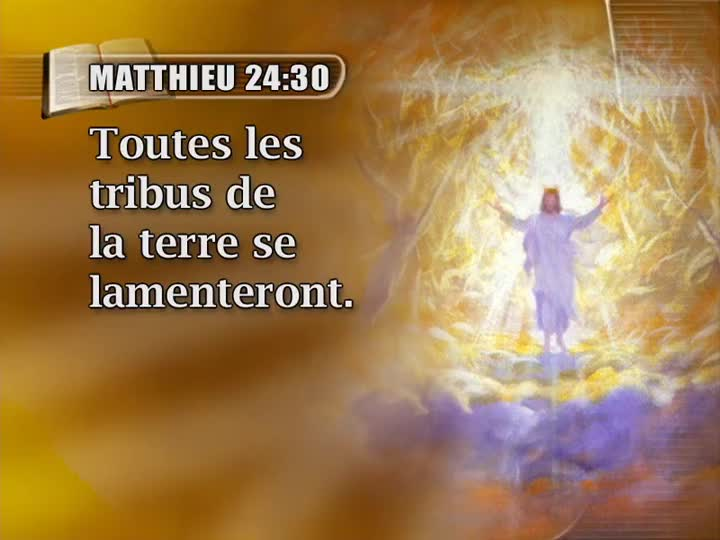 MATTHIEU 24:30
Toutes les
tribus de
la terre se
lamenteront.